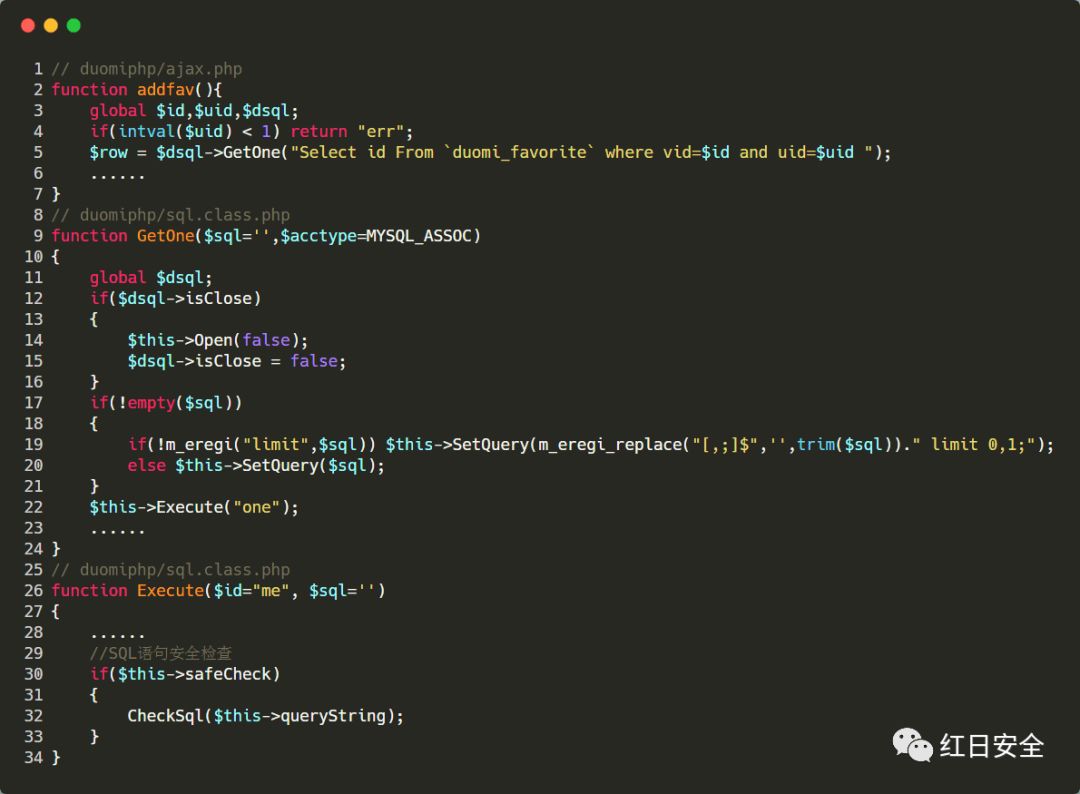 1 // duomiphp/ajax.php
2 function addfav(){
3     global $id,$uid,$dsql;
4     if(intval($uid) < 1) return "err";
5     $row = $dsql->GetOne("Select id From `duomi_favorite` where vid=$id and uid=$uid ");
6     ......
7 }
8 // duomiphp/sql.class.php
9 function GetOne($sql='',$acctype=MYSQL_ASSOC)
10 {
11     global $dsql;
12     if($dsql->isClose)
13     {
14         $this->Open(false);
15         $dsql->isClose = false;
16     }
17     if(!empty($sql))
18     {
19         if(!m_eregi("limit",$sql)) $this->SetQuery(m_eregi_replace("[,;]$",'',trim($sql))." limit 0,1;");
20         else $this->SetQuery($sql);
21     }
22     $this->Execute("one");
23     ......
24 }
25 // duomiphp/sql.class.php
26 function Execute($id="me", $sql='')
27 {
28     ......
29     //SQL语句安全检查
30     if($this->safeCheck)
31     {
32         CheckSql($this->queryString);
33     }
34 }
红日安全